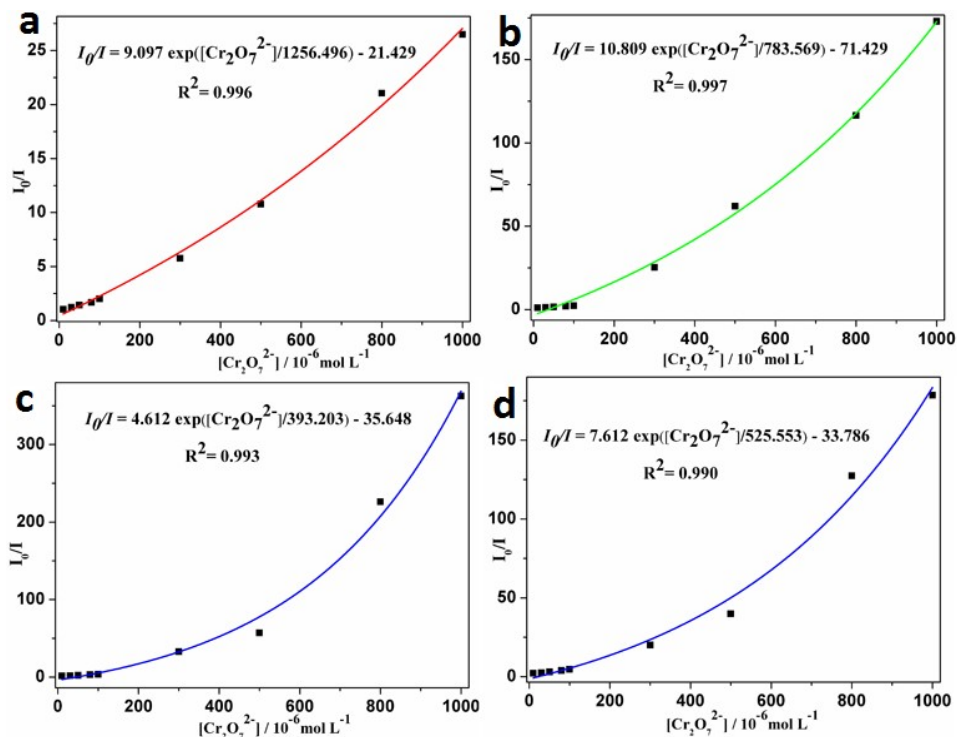 a
I₀/I = 9.097 exp([Cr₂O₇²⁻]/1256.496) - 21.429
R² = 0.996
I₀/I
25
20
15
10
5
0
0 200 400 600 800 1000
[Cr₂O₇²⁻] / 10⁻⁶mol L⁻¹
b
I₀/I = 10.809 exp([Cr₂O₇²⁻/783.569) - 71.429
R² = 0.997
I₀/I
150
100
50
0
0 200 400 600 800 1000
[Cr₂O₇²⁻] / 10⁻⁶mol L⁻¹
c
I₀/I = 4.612 exp([Cr₂O₇²⁻]/393.203) - 35.648
R² = 0.993
I₀/I
300
200
100
0
0 200 400 600 800 1000
[Cr₂O₇²⁻] / 10⁻⁶mol L⁻¹
d
I₀/I = 7.612 exp([Cr₂O₇²⁻]/525.553) - 33.786
R² = 0.990
I₀/I
150
100
50
0
0 200 400 600 800 1000
[Cr₂O₇²⁻] / 10⁻⁶mol L⁻¹